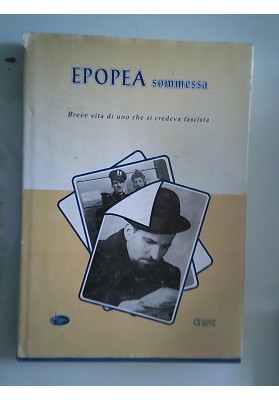 EPOPEA sommessa
Breve vita di uno che si credeva fascista